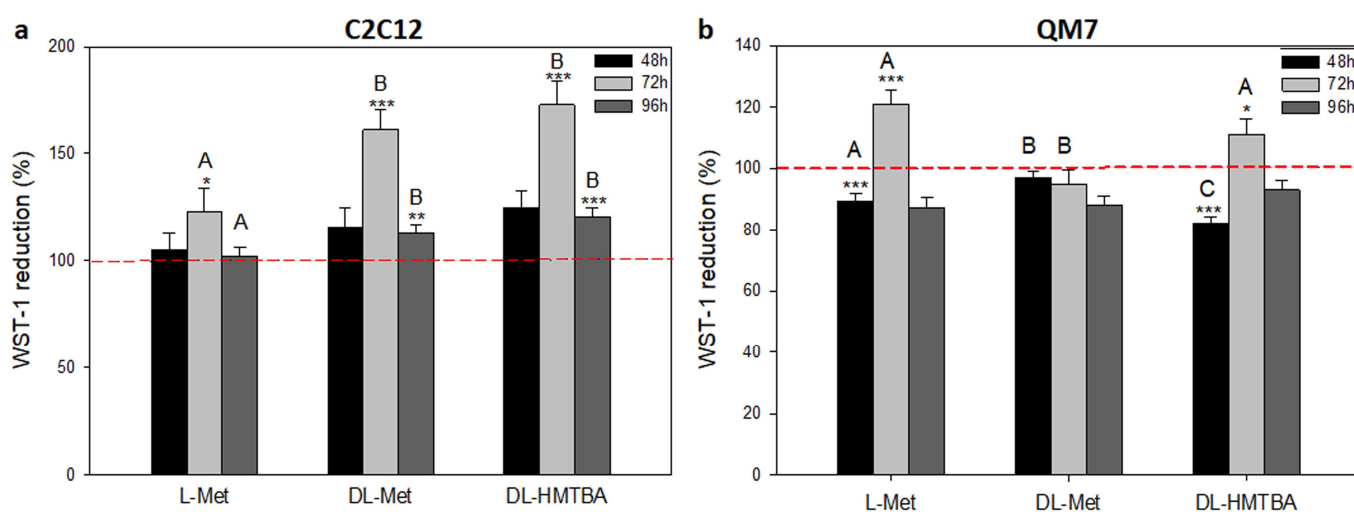 a
C2C12
200
150
100
50
0
WST-1 reduction (%)
48h
72h
96h
A
*
A
B
***
B
**
B
***
B
***
L-Met
DL-Met
DL-HMTBA
b
QM7
140
120
100
80
60
40
20
0
WST-1 reduction (%)
48h
72h
96h
A
***
A
***
B B
C
***
A
*
L-Met
DL-Met
DL-HMTBA